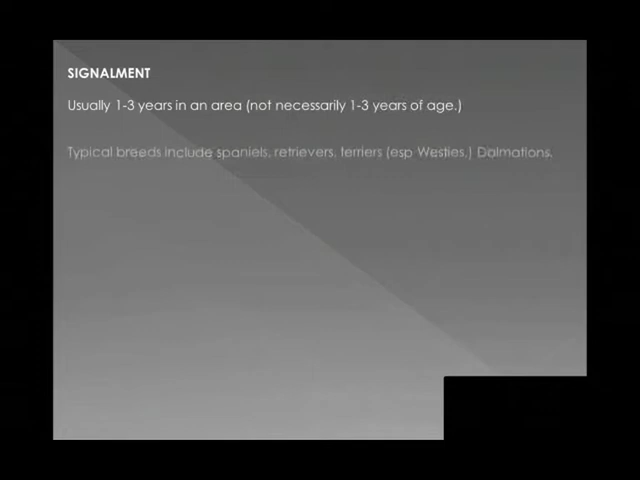 SIGNALMENT
Usually 1-3 years in an area (not necessarily 1-3 years of age.)
Typical breeds include spaniels, retrievers, terriers (esp Westies.) Dalmations.